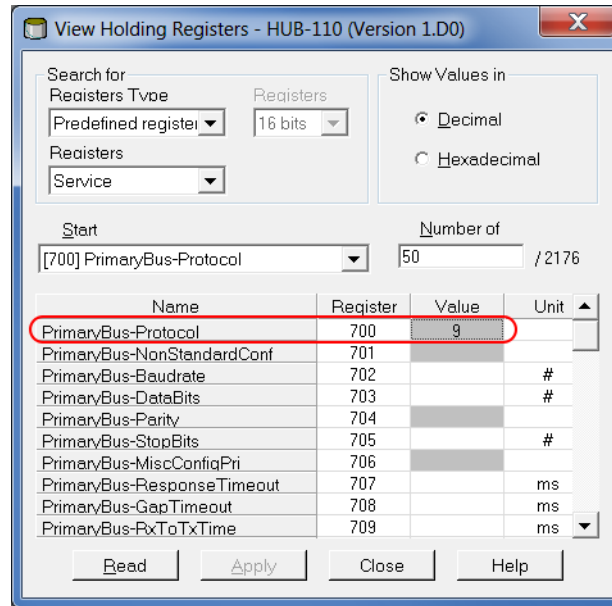 View Holding Registers - HUB-110 (Version 1.D0)
Search for
Registers Type Registers
Predefined register 16 bits
Registers
Service
Show Values in
Decimal
Hexadecimal
Start Number of
[700] PrimaryBus-Protocol 50 / 2176
Name Register Value Unit
PrimaryBus-Protocol 700 9
PrimaryBus-NonStandardConf 701
PrimaryBus-Baudrate 702 #
PrimaryBus-DataBits 703 #
PrimaryBus-Parity 704
PrimaryBus-StopBits 705 #
PrimaryBus-MiscConfigPri 706
PrimaryBus-ResponseTimeout 707 ms
PrimaryBus-GapTimeout 708 ms
PrimaryBus-RxToTxTime 709 ms
Read Apply Close Help